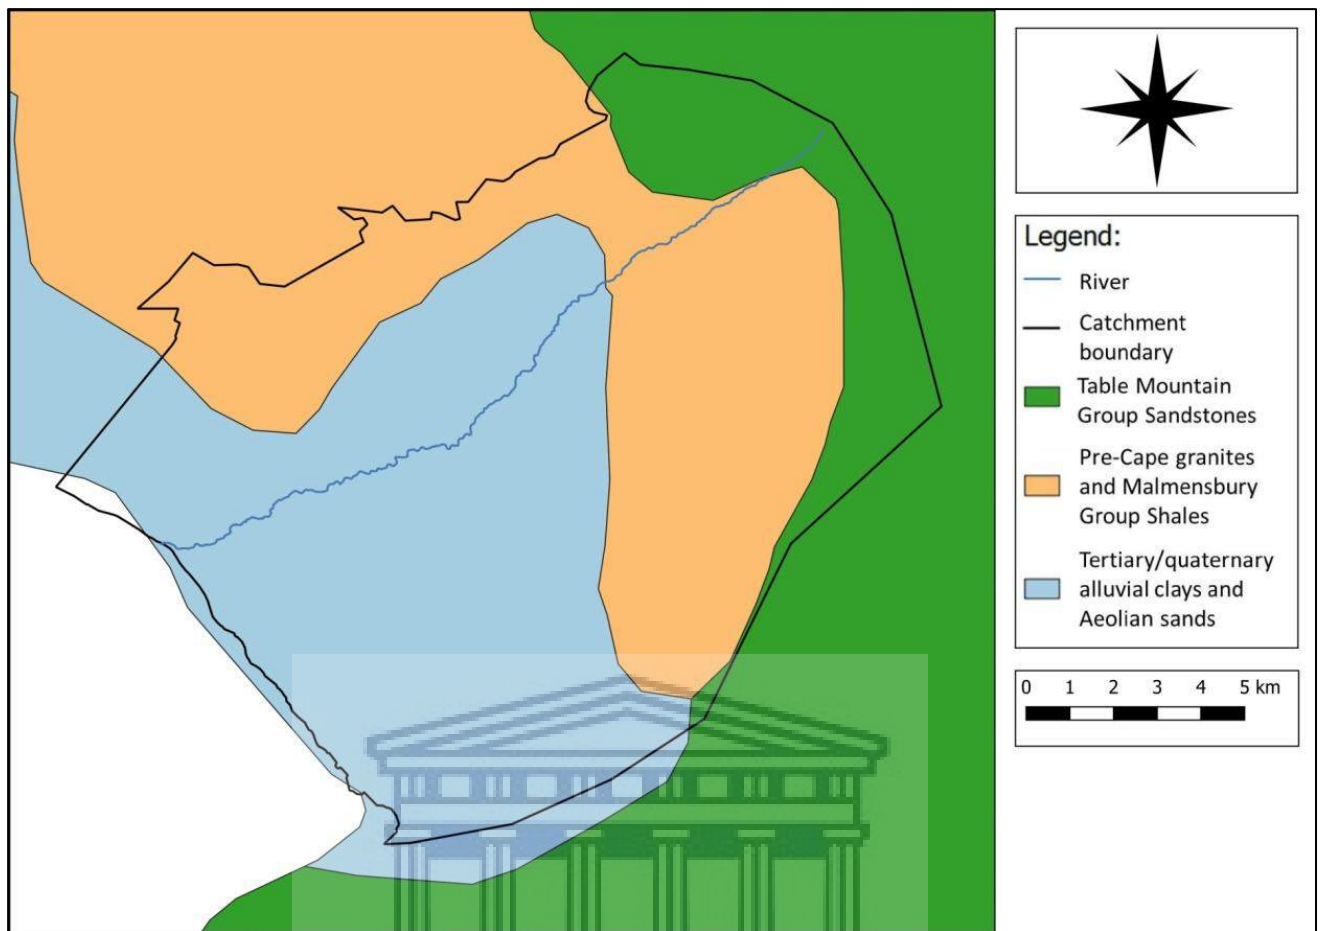 Legend:
River
Catchment
boundary
Table Mountain
Group Sandstones
Pre-Cape granites
and Malmensbury
Group Shales
Tertiary/quaternary
alluvial clays and
Aeolian sands
0 1 2 3 4 5 km